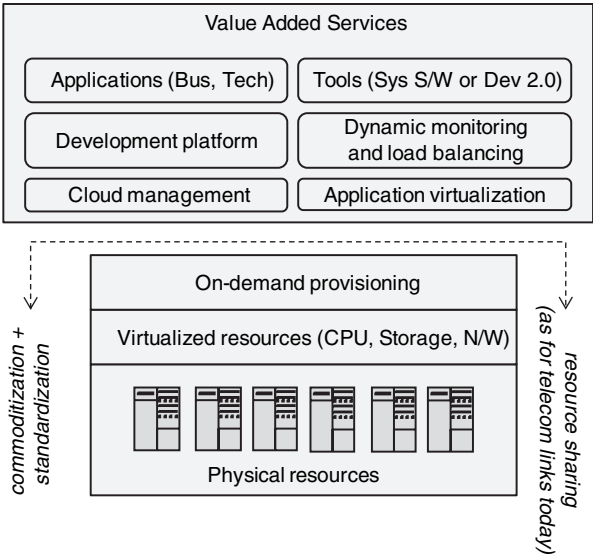 Value Added Services
Applications (Bus, Tech)
Tools (Sys S/W or Dev 2.0)
Development platform
Dynamic monitoring
and load balancing
Cloud management
Application virtualization
On-demand provisioning
Virtualized resources (CPU, Storage, N/W)
Physical resources
commoditization +
standardization
resource sharing
(as for telecom links today)